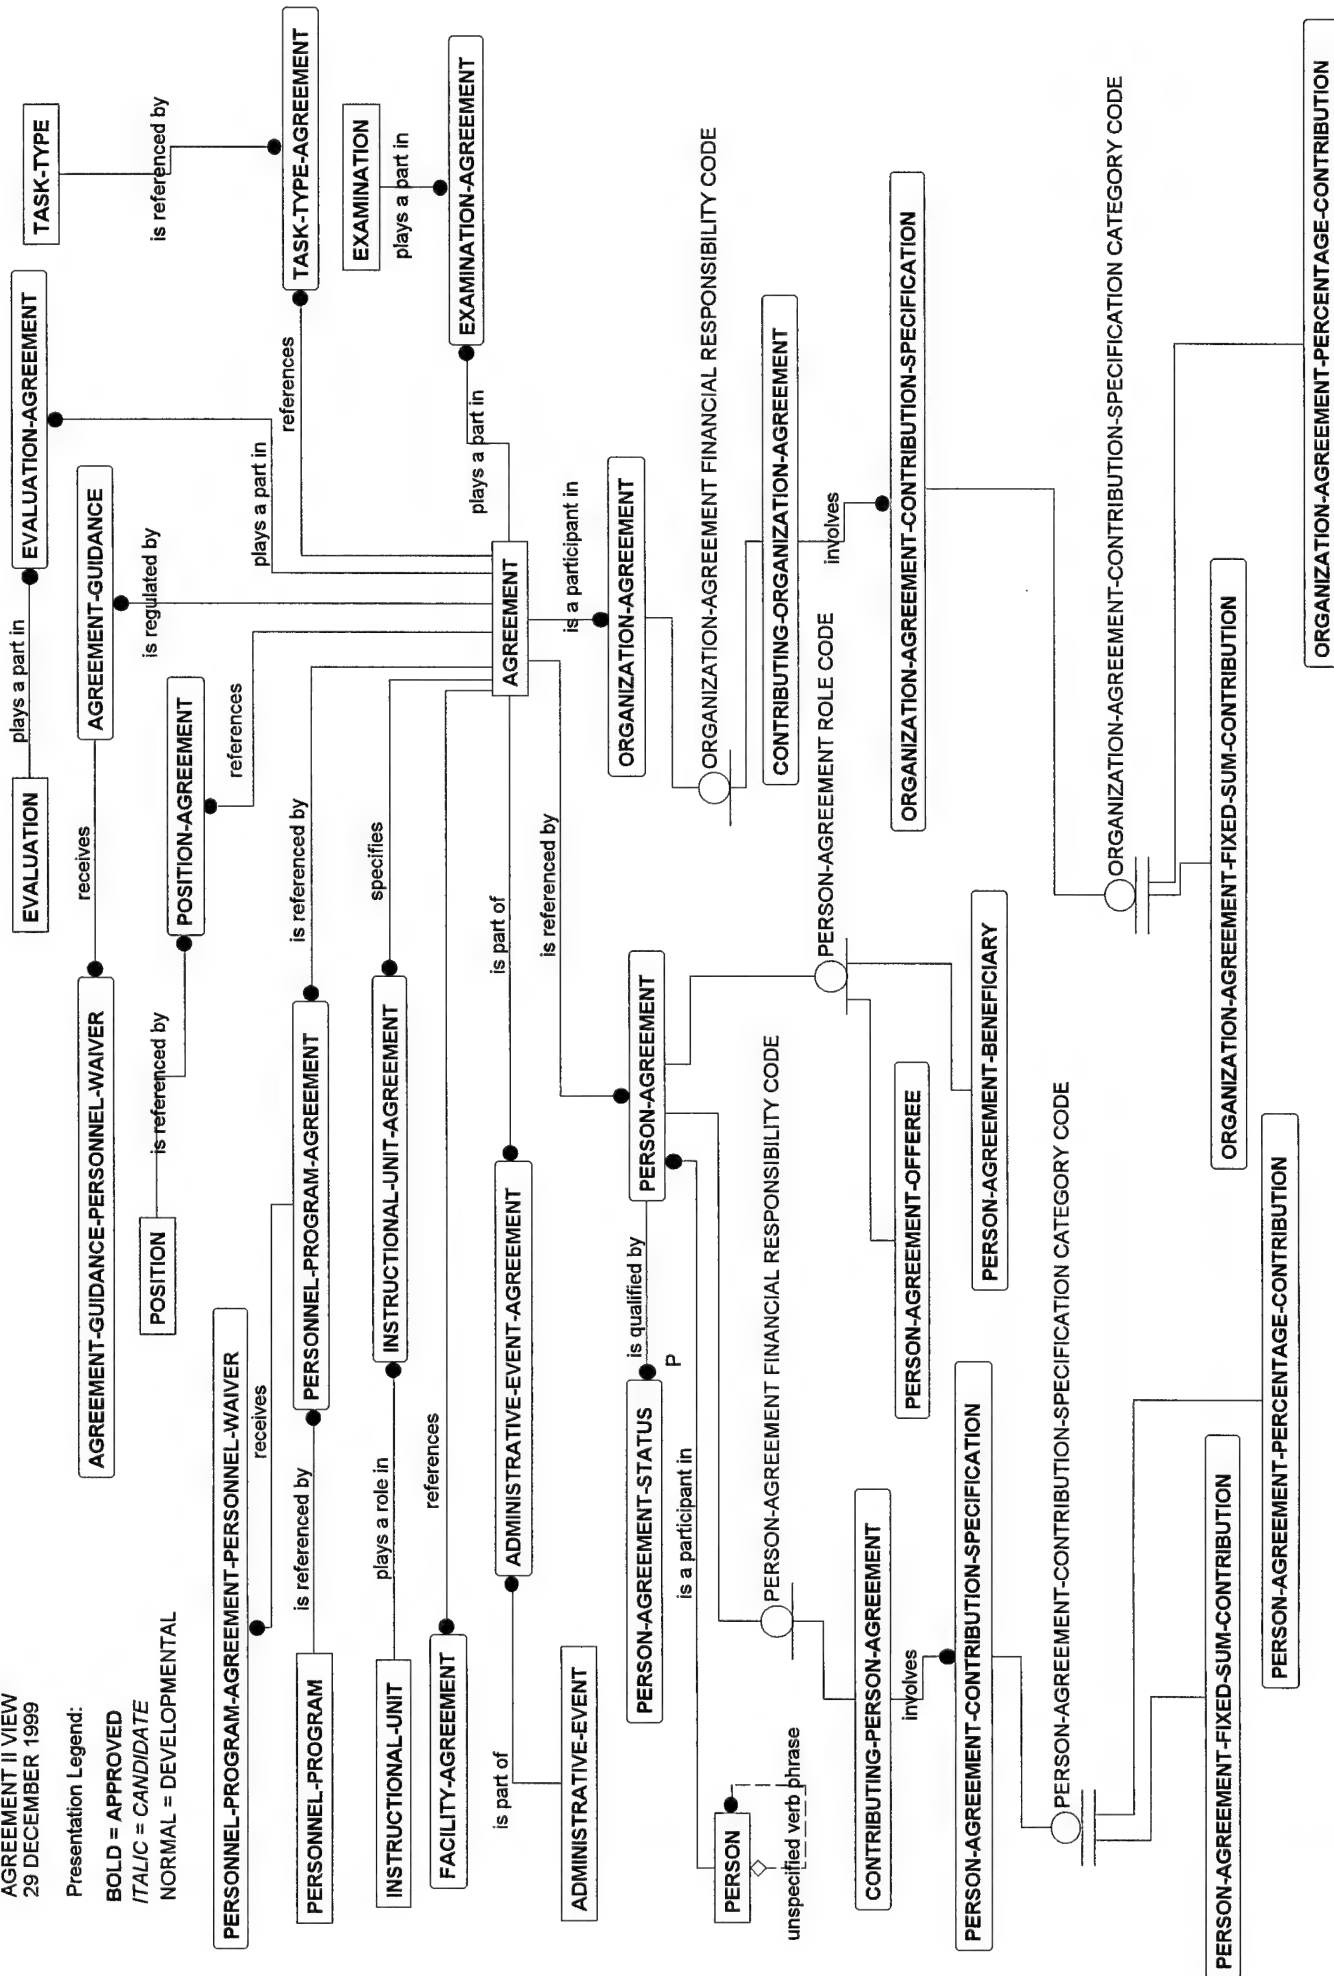 AGREEMENT II VIEW
29 DECEMBER 1999
Presentation Legend:
BOLD = APPROVED
ITALIC = CANDIDATE
NORMAL = DEVELOPMENTAL
EVALUATION
plays a part in
EVALUATION-AGREEMENT
TASK-TYPE
is referenced by
AGREEMENT-GUIDANCE-PERSONNEL-WAIVER
receives
AGREEMENT-GUIDANCE
is regulated by
plays a part in
POSITION
is referenced by
POSITION-AGREEMENT
references
PERSONNEL-PROGRAM-AGREEMENT-PERSONNEL-WAIVER
receives
references
TASK-TYPE-AGREEMENT
PERSONNEL-PROGRAM
is referenced by
PERSONNEL-PROGRAM-AGREEMENT
is referenced by
EXAMINATION
plays a part in
INSTRUCTIONAL-UNIT
plays a role in
INSTRUCTIONAL-UNIT-AGREEMENT
specifies
FACILITY-AGREEMENT
references
EXAMINATION-AGREEMENT
plays a part in
AGREEMENT
is part of
ADMINISTRATIVE-EVENT-AGREEMENT
is part of
ADMINISTRATIVE-EVENT
is referenced by
is a participant in
ORGANIZATION-AGREEMENT
PERSON-AGREEMENT-STATUS
is qualified by
P
PERSON-AGREEMENT
is a participant in
ORGANIZATION-AGREEMENT FINANCIAL RESPONSIBILITY CODE
PERSON
unspecified verb phrase
PERSON-AGREEMENT FINANCIAL RESPONSIBILITY CODE
PERSON-AGREEMENT ROLE CODE
CONTRIBUTING-ORGANIZATION-AGREEMENT
involves
CONTRIBUTING-PERSON-AGREEMENT
involves
PERSON-AGREEMENT-OFFEREE
ORGANIZATION-AGREEMENT-CONTRIBUTION-SPECIFICATION
PERSON-AGREEMENT-CONTRIBUTION-SPECIFICATION
PERSON-AGREEMENT-BENEFICIARY
PERSON-AGREEMENT-CONTRIBUTION-SPECIFICATION CATEGORY CODE
ORGANIZATION-AGREEMENT-CONTRIBUTION-SPECIFICATION CATEGORY CODE
PERSON-AGREEMENT-FIXED-SUM-CONTRIBUTION
ORGANIZATION-AGREEMENT-FIXED-SUM-CONTRIBUTION
PERSON-AGREEMENT-PERCENTAGE-CONTRIBUTION
ORGANIZATION-AGREEMENT-PERCENTAGE-CONTRIBUTION